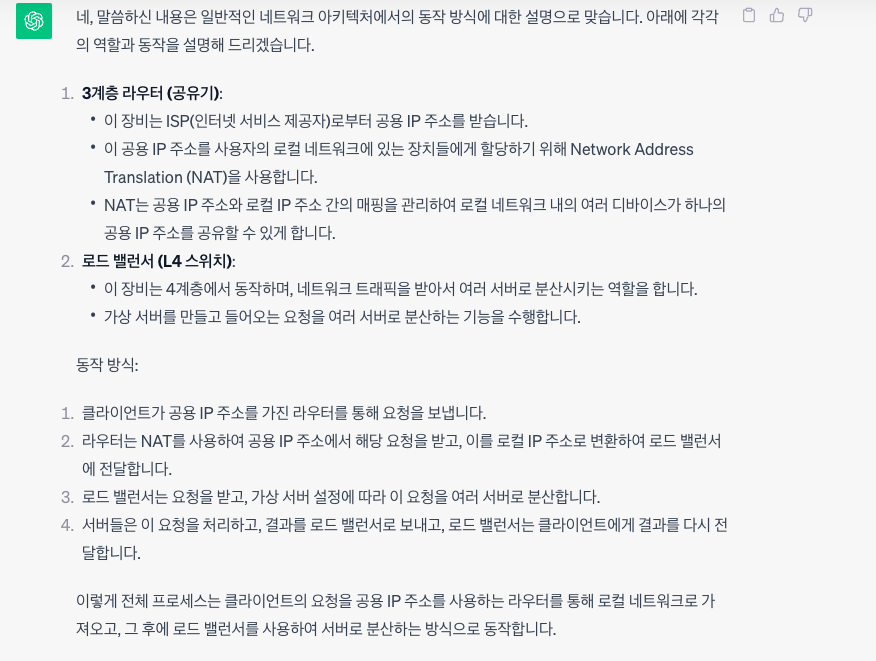 네, 말씀하신 내용은 일반적인 네트워크 아키텍처에서의 동작 방식에 대한 설명으로 맞습니다. 아래에 각각
의 역할과 동작을 설명해 드리겠습니다.
1. 3계층 라우터 (공유기):
• 이 장비는 ISP(인터넷 서비스 제공자)로부터 공용 IP 주소를 받습니다.
• 이 공용 IP 주소를 사용자의 로컬 네트워크에 있는 장치들에게 할당하기 위해 Network Address
Translation (NAT)을 사용합니다.
• NAT는 공용 IP 주소와 로컬 IP 주소 간의 매핑을 관리하여 로컬 네트워크 내의 여러 디바이스가 하나의
공용 IP 주소를 공유할 수 있게 합니다.
2. 로드 밸런서 (L4 스위치):
• 이 장비는 4계층에서 동작하며, 네트워크 트래픽을 받아서 여러 서버로 분산시키는 역할을 합니다.
• 가상 서버를 만들고 들어오는 요청을 여러 서버로 분산하는 기능을 수행합니다.
동작 방식:
1. 클라이언트가 공용 IP 주소를 가진 라우터를 통해 요청을 보냅니다.
2. 라우터는 NAT를 사용하여 공용 IP 주소에서 해당 요청을 받고, 이를 로컬 IP 주소로 변환하여 로드 밸런서
에 전달합니다.
3. 로드 밸런서는 요청을 받고, 가상 서버 설정에 따라 이 요청을 여러 서버로 분산합니다.
4. 서버들은 이 요청을 처리하고, 결과를 로드 밸런서로 보내고, 로드 밸런서는 클라이언트에게 결과를 다시 전
달합니다.
이렇게 전체 프로세스는 클라이언트의 요청을 공용 IP 주소를 사용하는 라우터를 통해 로컬 네트워크로 가
져오고, 그 후에 로드 밸런서를 사용하여 서버로 분산하는 방식으로 동작합니다.